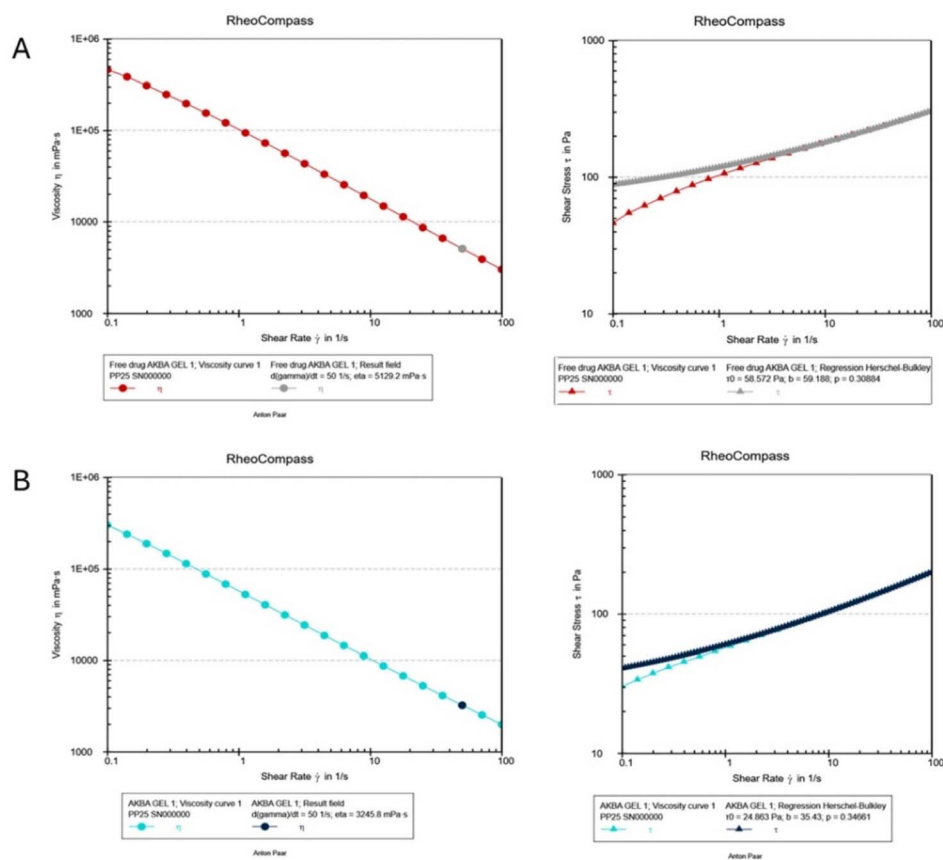 A
RheoCompass
1E+06
1E+05
10000
1000
Viscosity η in mPa·s
0.1 1 10 100
Shear Rate γ̇ in 1/s
Free drug AKBA GEL 1; Viscosity curve 1
PP25 SN000000
η
Free drug AKBA GEL 1; Result field
d(gamma)/dt = 50 1/s; eta = 5129.2 mPa·s
η
Anton Paar
RheoCompass
1000
100
10
Shear Stress τ in Pa
0.1 1 10 100
Shear Rate γ̇ in 1/s
Free drug AKBA GEL 1; Viscosity curve 1
PP25 SN000000
τ
Free drug AKBA GEL 1; Regression Herschel-Bulkley
τ0 = 58.572 Pa; b = 59.188; p = 0.30884
τ
Anton Paar
B
RheoCompass
1E+06
1E+05
10000
1000
Viscosity η in mPa·s
0.1 1 10 100
Shear Rate γ̇ in 1/s
AKBA GEL 1; Viscosity curve 1
PP25 SN000000
η
AKBA GEL 1; Result field
d(gamma)/dt = 50 1/s; eta = 3245.8 mPa·s
η
Anton Paar
RheoCompass
1000
100
10
Shear Stress τ in Pa
0.1 1 10 100
Shear Rate γ̇ in 1/s
AKBA GEL 1; Viscosity curve 1
PP25 SN000000
τ
AKBA GEL 1; Regression Herschel-Bulkley
τ0 = 24.863 Pa; b = 35.43; p = 0.34661
τ
Anton Paar